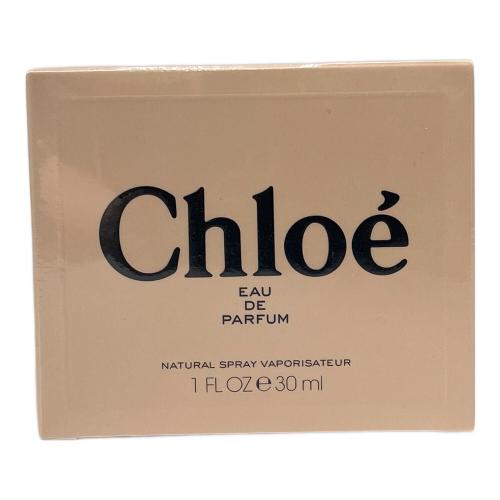 Chloé
EAU
DE
PARFUM
NATURAL SPRAY VAPORISATEUR
1 FL OZ ℮ 30 ml